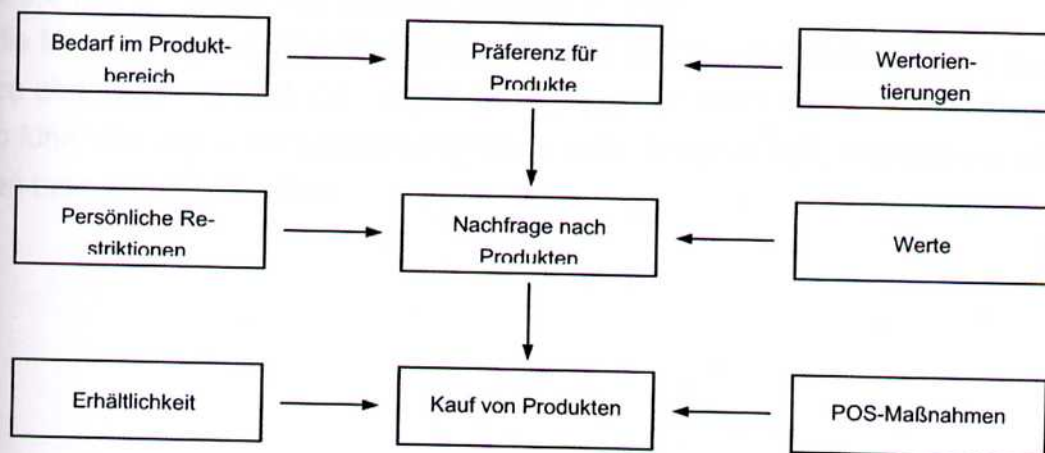 Bedarf im Produkt-
bereich
Präferenz für
Produkte
Wertorien-
tierungen
Persönliche Re-
striktionen
Nachfrage nach
Produkten
Werte
Erhältlichkeit
Kauf von Produkten
POS-Maßnahmen